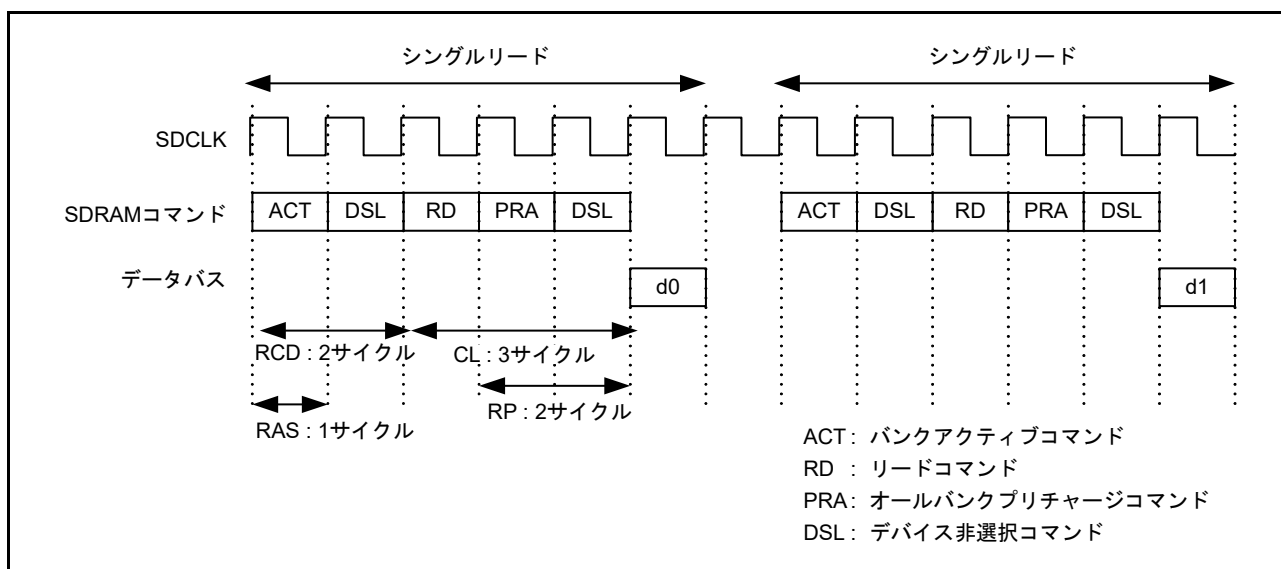 シングルリード シングルリード
SDCLK
SDRAMコマンド ACT DSL RD PRA DSL ACT DSL RD PRA DSL
データバス d0 d1
RCD : 2サイクル CL : 3サイクル
RAS : 1サイクル RP : 2サイクル
ACT : バンクアクティブコマンド
RD : リードコマンド
PRA : オールバンクプリチャージコマンド
DSL : デバイス非選択コマンド